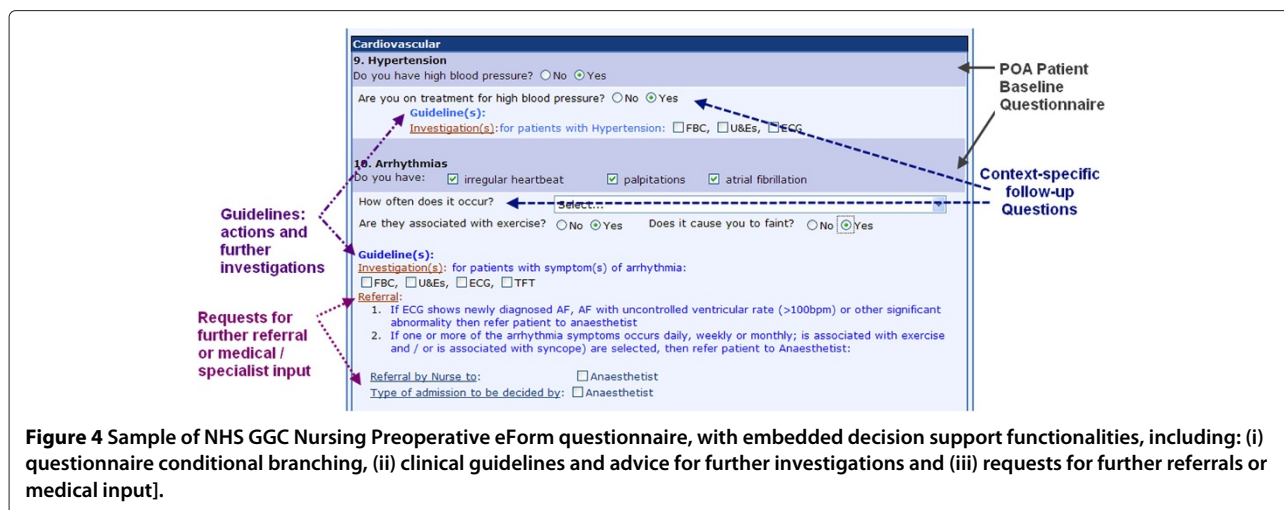 Cardiovascular
9. Hypertension
Do you have high blood pressure? No Yes
Are you on treatment for high blood pressure? No Yes
Guideline(s):
Investigation(s): for patients with Hypertension: FBC, U&Es, ECG
10. Arrhythmias
Do you have: irregular heartbeat palpitations atrial fibrillation
How often does it occur? Select...
Are they associated with exercise? No Yes Does it cause you to faint? No Yes
Guideline(s):
Investigation(s): for patients with symptom(s) of arrhythmia:
FBC, U&Es, ECG, TFT
Referral:
1. If ECG shows newly diagnosed AF, AF with uncontrolled ventricular rate (>100bpm) or other significant
abnormality then refer patient to anaesthetist
2. If one or more of the arrhythmia symptoms occurs daily, weekly or monthly; is associated with exercise
and / or is associated with syncope) are selected, then refer patient to Anaesthetist:
Referral by Nurse to: Anaesthetist
Type of admission to be decided by: Anaesthetist
POA Patient
Baseline
Questionnaire
Context-specific
follow-up
Questions
Guidelines:
actions and
further
investigations
Requests for
further referral
or medical /
specialist input
Figure 4 Sample of NHS GGC Nursing Preoperative eForm questionnaire, with embedded decision support functionalities, including: (i)
questionnaire conditional branching, (ii) clinical guidelines and advice for further investigations and (iii) requests for further referrals or
medical input].